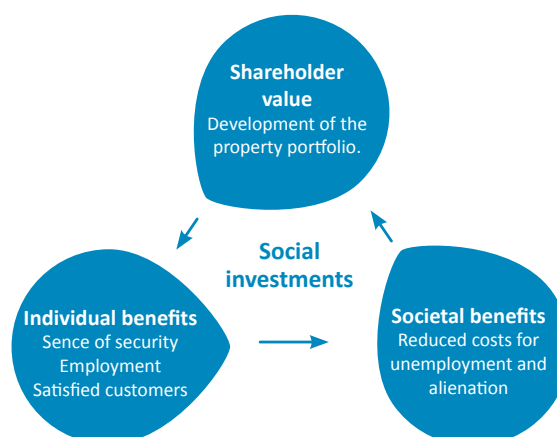 Shareholder
value
Development of the
property portfolio.
Social
investments
Individual benefits
Sence of security
Employment
Satisfied customers
Societal benefits
Reduced costs for
unemployment and
alienation